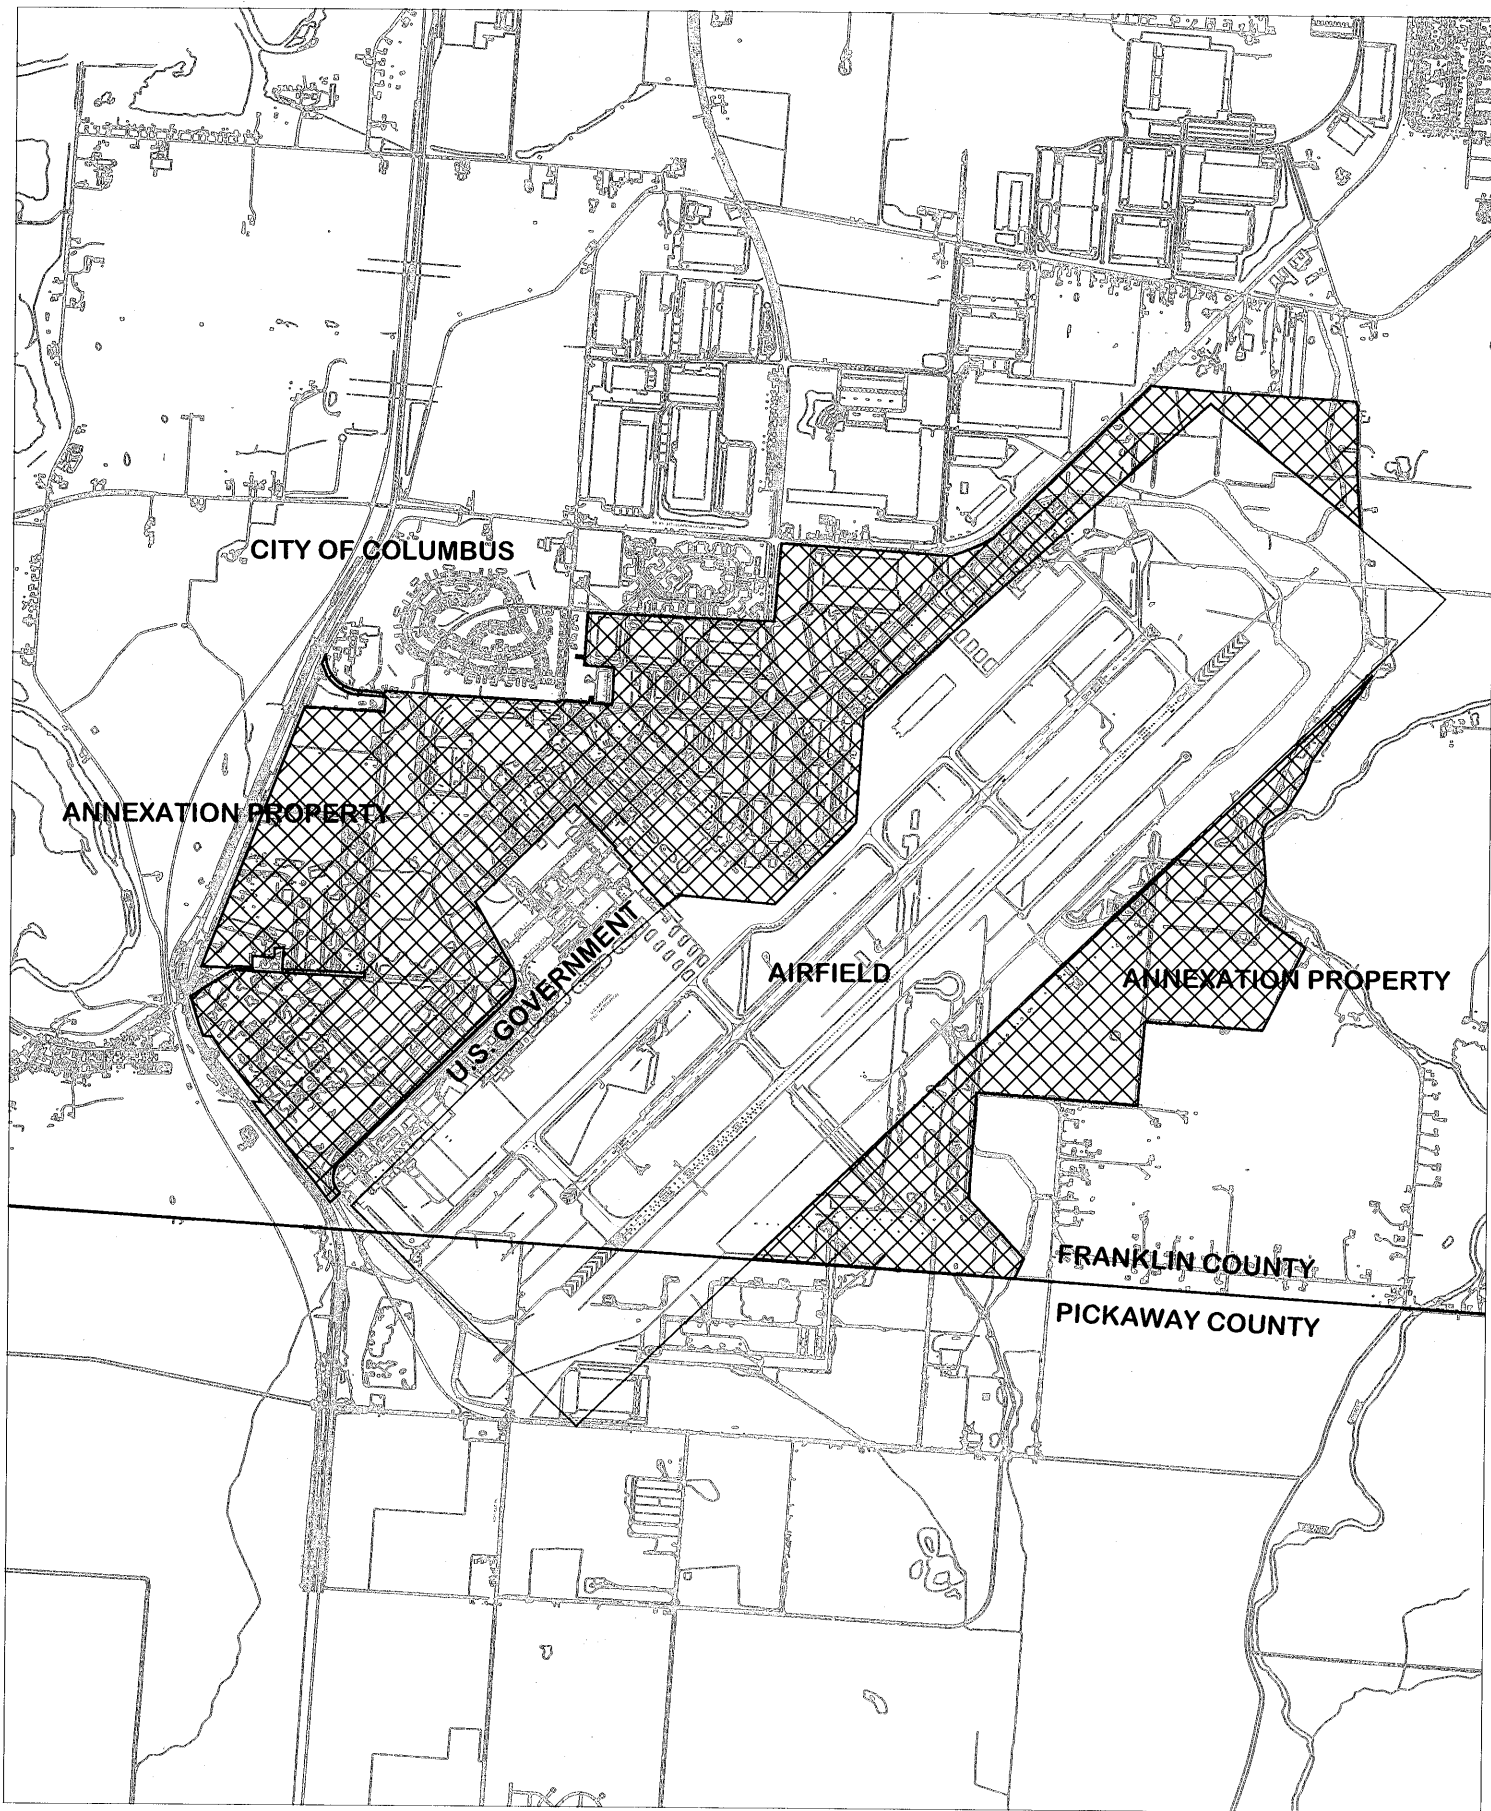 CITY OF COLUMBUS
ANNEXATION PROPERTY
U.S. GOVERNMENT
AIRFIELD
ANNEXATION PROPERTY
FRANKLIN COUNTY
PICKAWAY COUNTY